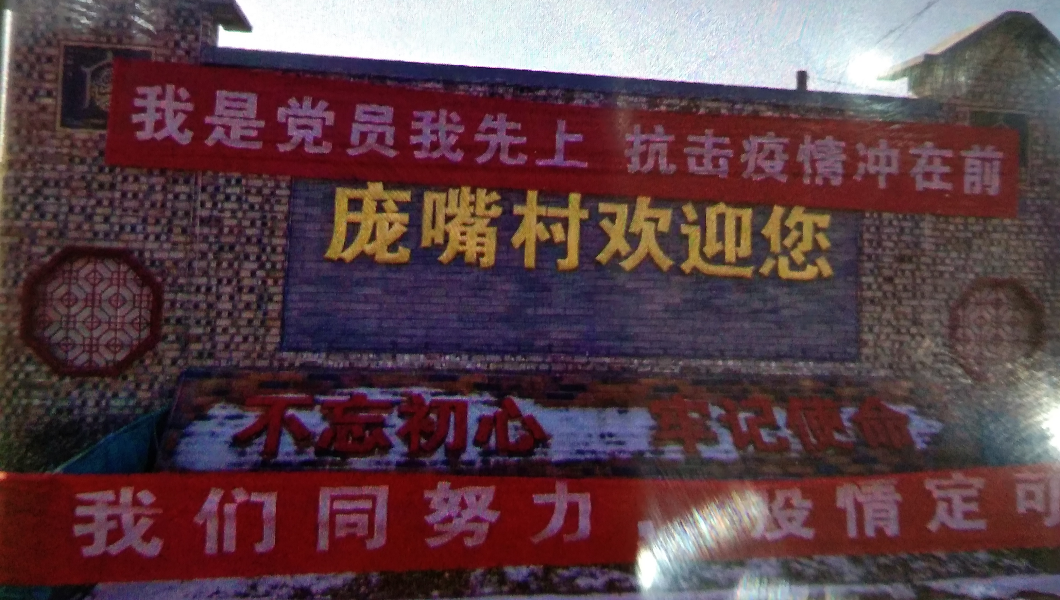 我是党员我先上 抗击疫情冲在前
庞嘴村欢迎您
不忘初心 牢记使命
我们同努力 情定可